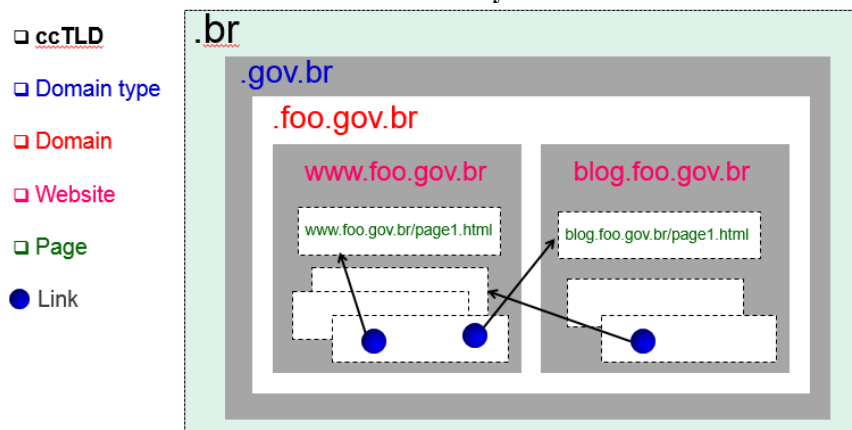 ccTLD
Domain type
Domain
Website
Page
Link
.br
.gov.br
.foo.gov.br
www.foo.gov.br
blog.foo.gov.br
www.foo.gov.br/page1.html
blog.foo.gov.br/page1.html